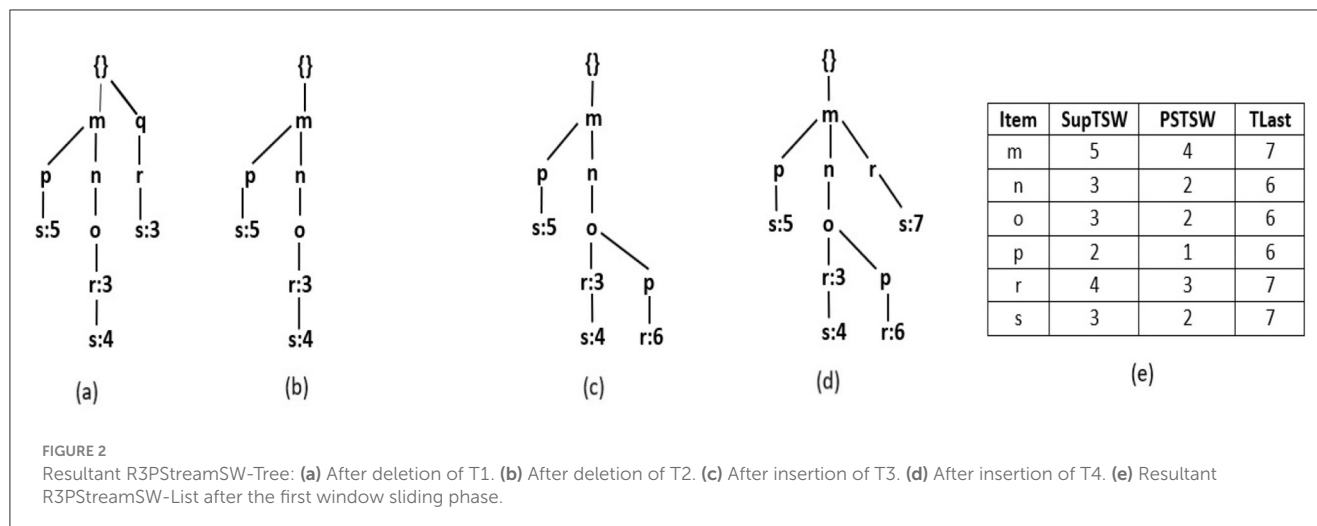 {}
m q
p n r
s:5 o s:3
r:3
s:4
(a)
{}
m
p n
s:5 o
r:3
s:4
(b)
{}
m
p n
s:5 o
r:3 p
s:4 r:6
(c)
{}
m
p n r
s:5 o s:7
r:3 p
s:4 r:6
(d)
Item SupTSW PSTSW TLast
m 5 4 7
n 3 2 6
o 3 2 6
p 2 1 6
r 4 3 7
s 3 2 7
(e)
FIGURE 2
Resultant R3PStreamSW-Tree: (a) After deletion of T1. (b) After deletion of T2. (c) After insertion of T3. (d) After insertion of T4. (e) Resultant
R3PStreamSW-List after the first window sliding phase.